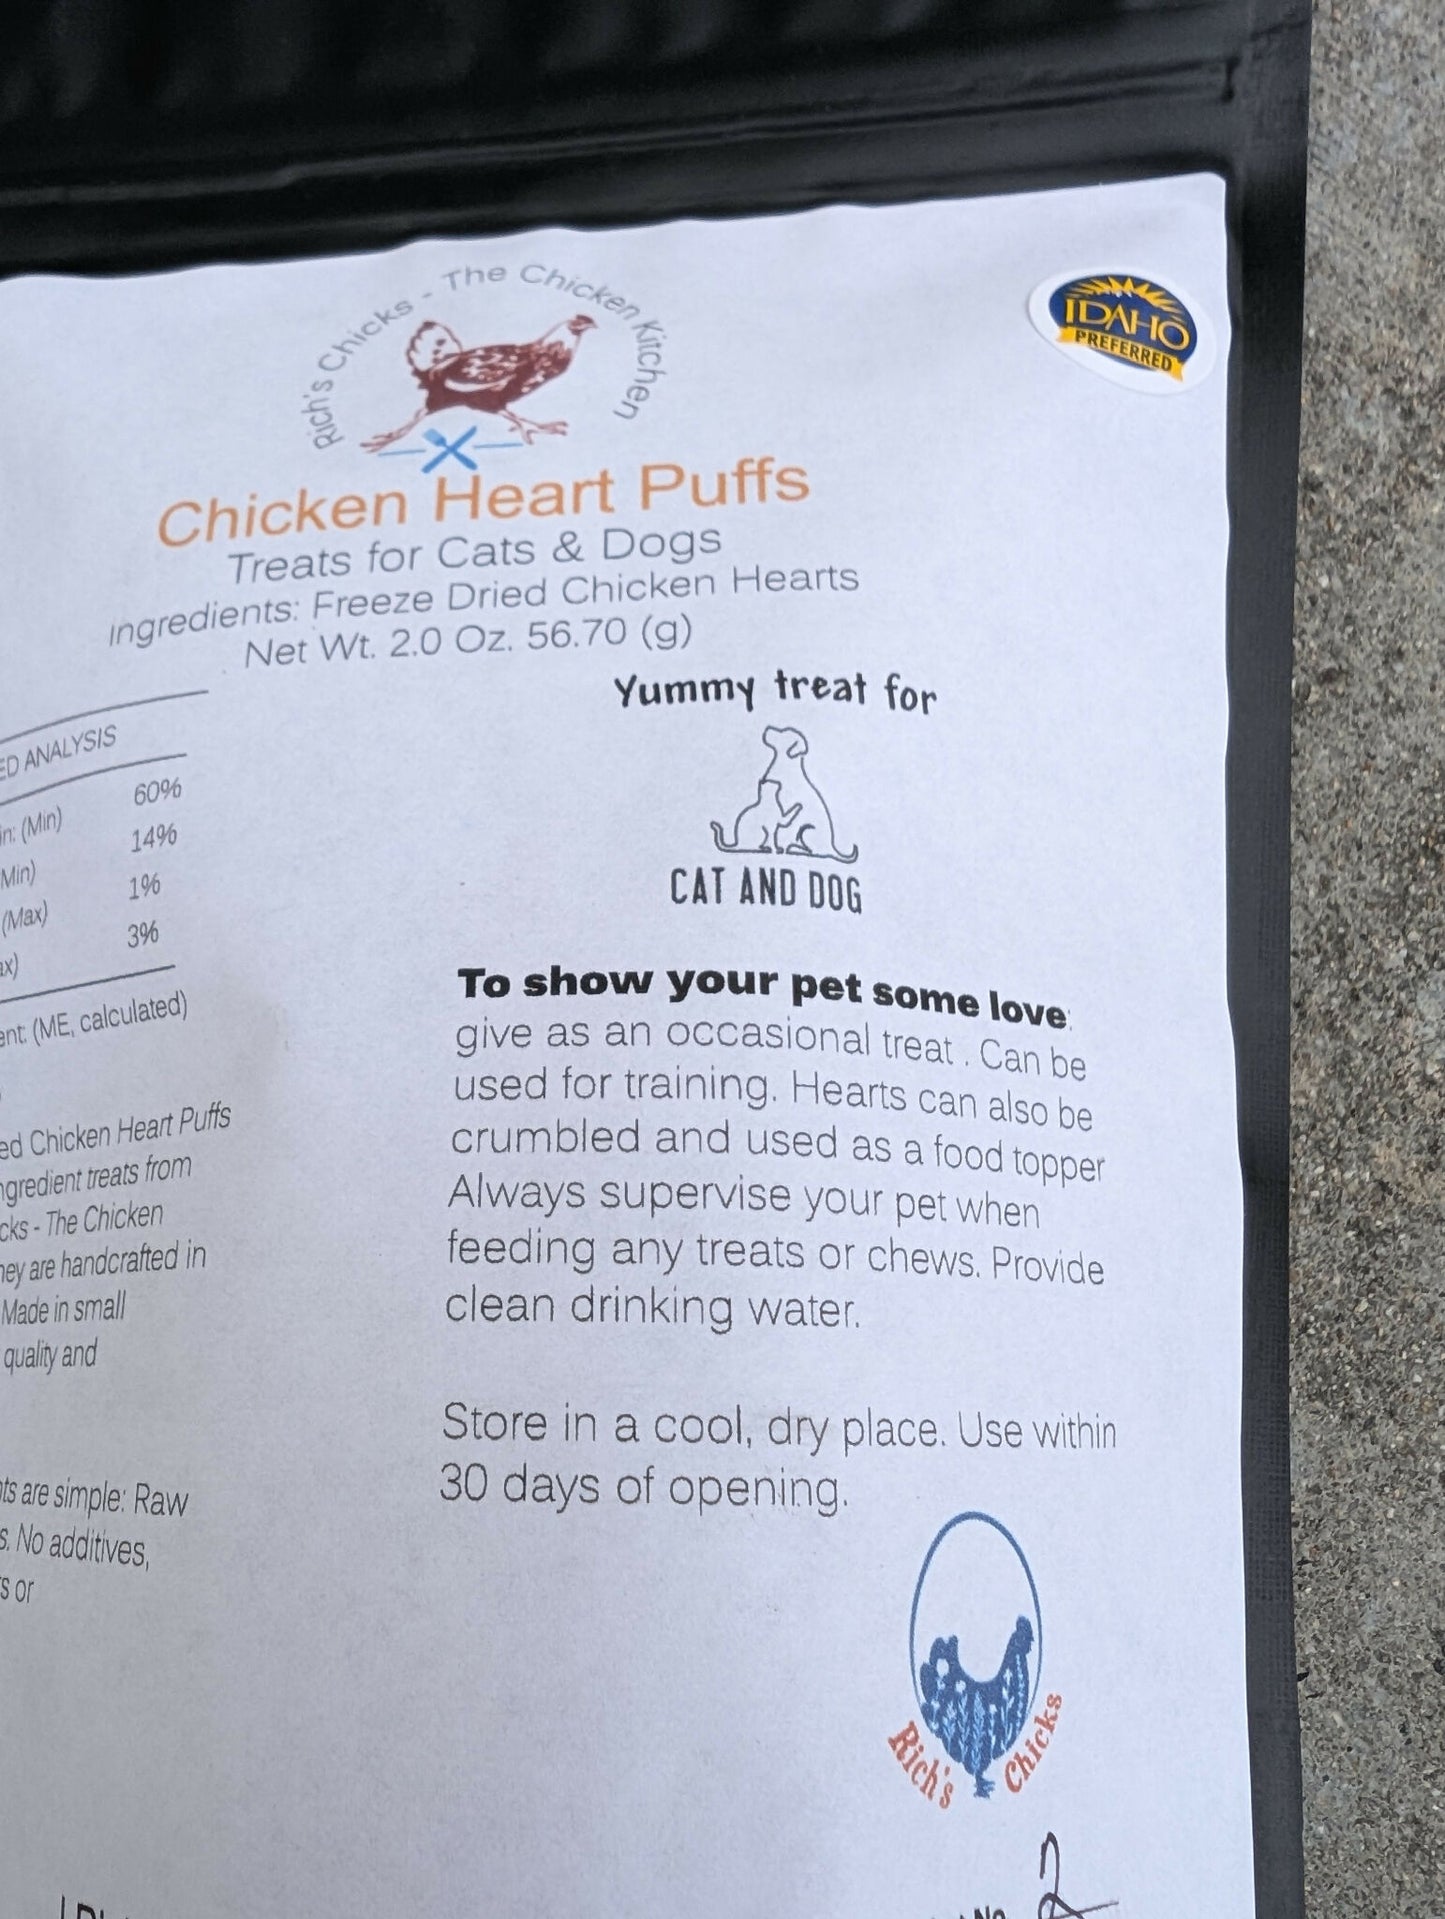 Rich's Chicks - The Chicken Kitchen
IDAHO
PREFERRED
Chicken Heart Puffs
Treats for Cats & Dogs
Ingredients: Freeze Dried Chicken Hearts
Net Wt. 2.0 Oz. 56.70 (g)
ED ANALYSIS
in: (Min) 60%
Min) 14%
(Max) 1%
ax) 3%
ent: (ME, calculated)
ed Chicken Heart Puffs
ngredient treats from
cks - The Chicken
hey are handcrafted in
Made in small
quality and
nts are simple: Raw
s. No additives,
rs or
Yummy treat for
CAT AND DOG
To show your pet some love:
give as an occasional treat . Can be
used for training. Hearts can also be
crumbled and used as a food topper
Always supervise your pet when
feeding any treats or chews. Provide
clean drinking water.
Store in a cool, dry place. Use within
30 days of opening.
Rich's Chicks
No 2